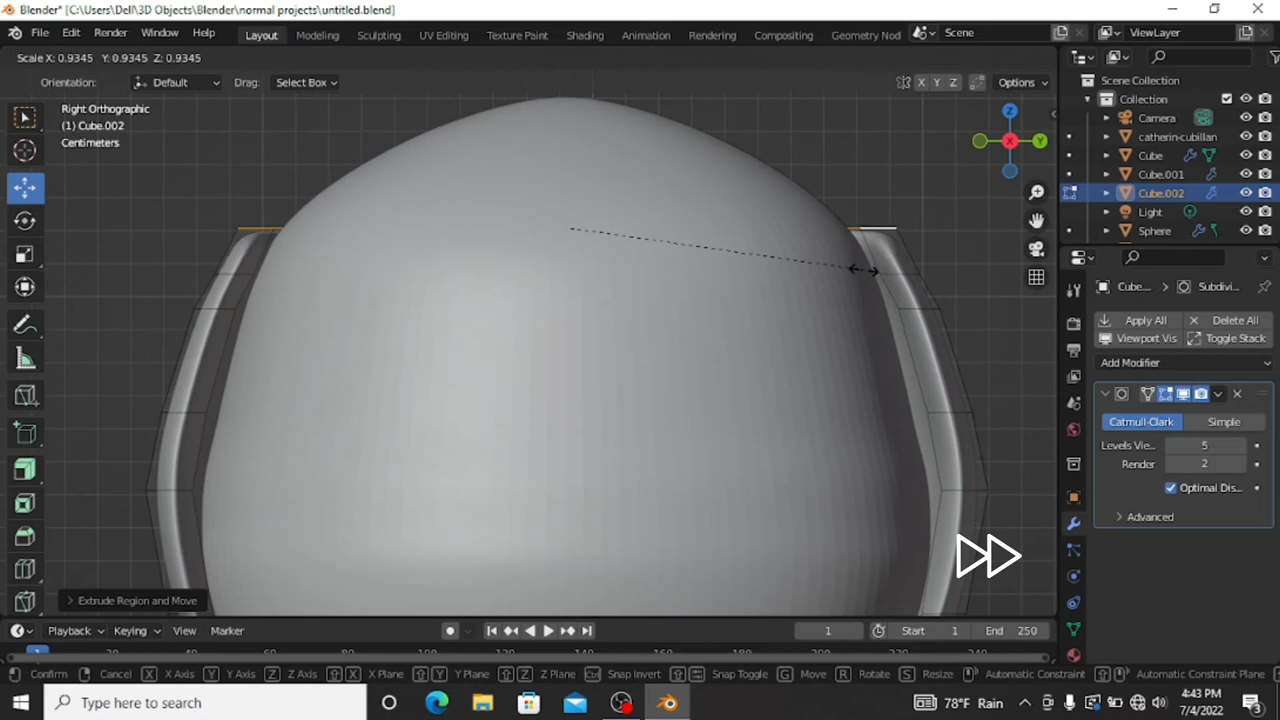 Blender* [C:\Users\Dell\3D Objects\Blender\normal projects\untitled.blend]
File Edit Render Window Help Layout Modeling Sculpting UV Editing Texture Paint Shading Animation Rendering Compositing Geometry Nod Scene ViewLayer
Scale X: 0.9345 Y: 0.9345 Z: 0.9345
Orientation: Default Drag: Select Box X Y Z Options
Right Orthographic
(1) Cube.002
Centimeters
Z
X
Y
Scene Collection
Collection
Camera
catherin-cubillan
Cube
Cube.001
Cube.002
Light
Sphere
Cube... Subdivi...
Apply All Delete All
Viewport Vis Toggle Stack
Add Modifier
Catmull-Clark Simple
Levels Vie... 5
Render 2
Optimal Dis...
Advanced
Extrude Region and Move
Playback Keying View Marker 1 Start 1 End 250
Confirm Cancel X X Axis Y Y Axis Z Z Axis X X Plane Y Y Plane Z Z Plane Ctrl Snap Invert Snap Toggle G Move R Rotate S Resize Automatic Constraint Automatic Constraint Plane
Type here to search
78°F Rain
4:43 PM
7/4/2022
3